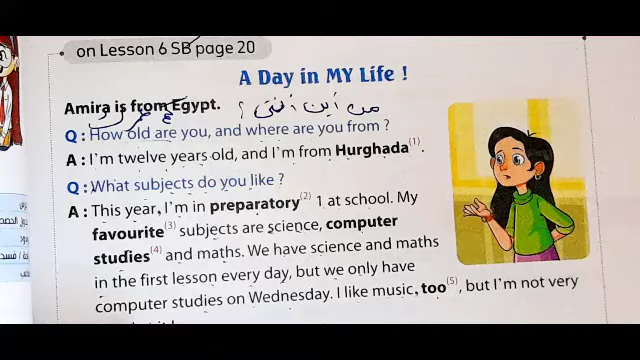 on Lesson 6 SB page 20
A Day in MY Life !
Amira is from Egypt.
من أين أنتى ؟
Q: How old are you, and where are you from ?
A: I'm twelve years old, and I'm from Hurghada(1).
Q: What subjects do you like ?
A: This year, I'm in preparatory(2) 1 at school. My
favourite(3) subjects are science, computer
studies(4) and maths. We have science and maths
in the first lesson every day, but we only have
computer studies on Wednesday. I like music, too(5), but I'm not very